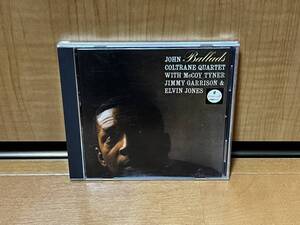 JOHN Ballads
COLTRANE QUARTET
WITH McCOY TYNER
JIMMY GARRISON &
ELVIN JONES